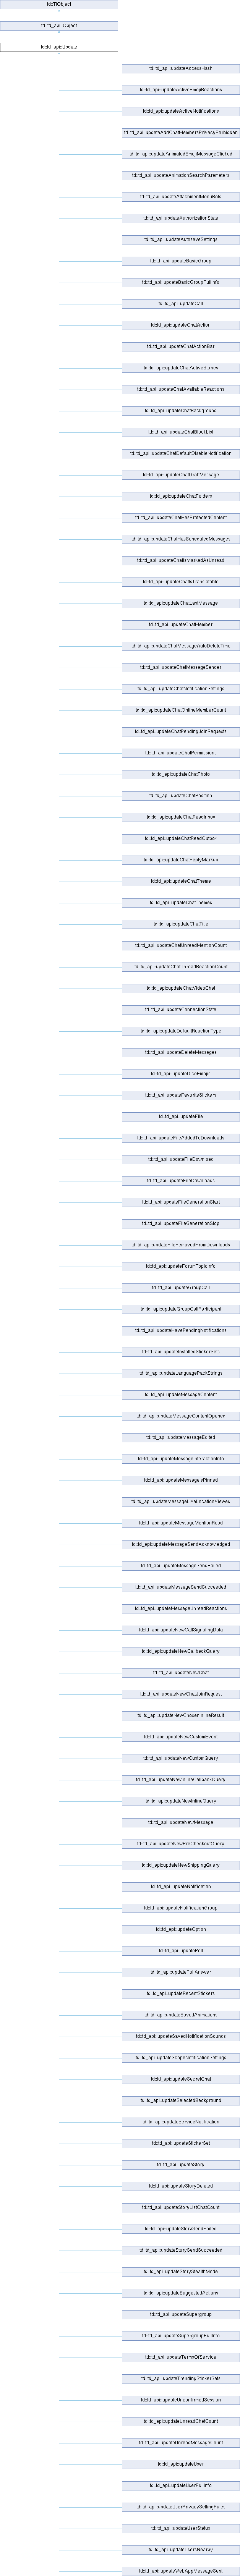 td::TlObject
td::td_api::Object
td::td_api::Update
td::td_api::updateAccessHash
td::td_api::updateActiveEmojiReactions
td::td_api::updateActiveNotifications
td::td_api::updateAddChatMembersPrivacyForbidden
td::td_api::updateAnimatedEmojiMessageClicked
td::td_api::updateAnimationSearchParameters
td::td_api::updateAttachmentMenuBots
td::td_api::updateAuthorizationState
td::td_api::updateAutosaveSettings
td::td_api::updateBasicGroup
td::td_api::updateBasicGroupFullInfo
td::td_api::updateCall
td::td_api::updateChatAction
td::td_api::updateChatActionBar
td::td_api::updateChatActiveStories
td::td_api::updateChatAvailableReactions
td::td_api::updateChatBackground
td::td_api::updateChatBlockList
td::td_api::updateChatDefaultDisableNotification
td::td_api::updateChatDraftMessage
td::td_api::updateChatFolders
td::td_api::updateChatHasProtectedContent
td::td_api::updateChatHasScheduledMessages
td::td_api::updateChatIsMarkedAsUnread
td::td_api::updateChatIsTranslatable
td::td_api::updateChatLastMessage
td::td_api::updateChatMember
td::td_api::updateChatMessageAutoDeleteTime
td::td_api::updateChatMessageSender
td::td_api::updateChatNotificationSettings
td::td_api::updateChatOnlineMemberCount
td::td_api::updateChatPendingJoinRequests
td::td_api::updateChatPermissions
td::td_api::updateChatPhoto
td::td_api::updateChatPosition
td::td_api::updateChatReadInbox
td::td_api::updateChatReadOutbox
td::td_api::updateChatReplyMarkup
td::td_api::updateChatTheme
td::td_api::updateChatThemes
td::td_api::updateChatTitle
td::td_api::updateChatUnreadMentionCount
td::td_api::updateChatUnreadReactionCount
td::td_api::updateChatVideoChat
td::td_api::updateConnectionState
td::td_api::updateDefaultReactionType
td::td_api::updateDeleteMessages
td::td_api::updateDiceEmojis
td::td_api::updateFavoriteStickers
td::td_api::updateFile
td::td_api::updateFileAddedToDownloads
td::td_api::updateFileDownload
td::td_api::updateFileDownloads
td::td_api::updateFileGenerationStart
td::td_api::updateFileGenerationStop
td::td_api::updateFileRemovedFromDownloads
td::td_api::updateForumTopicInfo
td::td_api::updateGroupCall
td::td_api::updateGroupCallParticipant
td::td_api::updateHavePendingNotifications
td::td_api::updateInstalledStickerSets
td::td_api::updateLanguagePackStrings
td::td_api::updateMessageContent
td::td_api::updateMessageContentOpened
td::td_api::updateMessageEdited
td::td_api::updateMessageInteractionInfo
td::td_api::updateMessageIsPinned
td::td_api::updateMessageLiveLocationViewed
td::td_api::updateMessageMentionRead
td::td_api::updateMessageSendAcknowledged
td::td_api::updateMessageSendFailed
td::td_api::updateMessageSendSucceeded
td::td_api::updateMessageUnreadReactions
td::td_api::updateNewCallSignalingData
td::td_api::updateNewCallbackQuery
td::td_api::updateNewChat
td::td_api::updateNewChatJoinRequest
td::td_api::updateNewChosenInlineResult
td::td_api::updateNewCustomEvent
td::td_api::updateNewCustomQuery
td::td_api::updateNewInlineCallbackQuery
td::td_api::updateNewInlineQuery
td::td_api::updateNewMessage
td::td_api::updateNewPreCheckoutQuery
td::td_api::updateNewShippingQuery
td::td_api::updateNotification
td::td_api::updateNotificationGroup
td::td_api::updateOption
td::td_api::updatePoll
td::td_api::updatePollAnswer
td::td_api::updateRecentStickers
td::td_api::updateSavedAnimations
td::td_api::updateSavedNotificationSounds
td::td_api::updateScopeNotificationSettings
td::td_api::updateSecretChat
td::td_api::updateSelectedBackground
td::td_api::updateServiceNotification
td::td_api::updateStickerSet
td::td_api::updateStory
td::td_api::updateStoryDeleted
td::td_api::updateStoryListChatCount
td::td_api::updateStorySendFailed
td::td_api::updateStorySendSucceeded
td::td_api::updateStoryStealthMode
td::td_api::updateSuggestedActions
td::td_api::updateSupergroup
td::td_api::updateSupergroupFullInfo
td::td_api::updateTermsOfService
td::td_api::updateTrendingStickerSets
td::td_api::updateUnconfirmedSession
td::td_api::updateUnreadChatCount
td::td_api::updateUnreadMessageCount
td::td_api::updateUser
td::td_api::updateUserFullInfo
td::td_api::updateUserPrivacySettingRules
td::td_api::updateUserStatus
td::td_api::updateUsersNearby
td::td_api::updateWebAppMessageSent